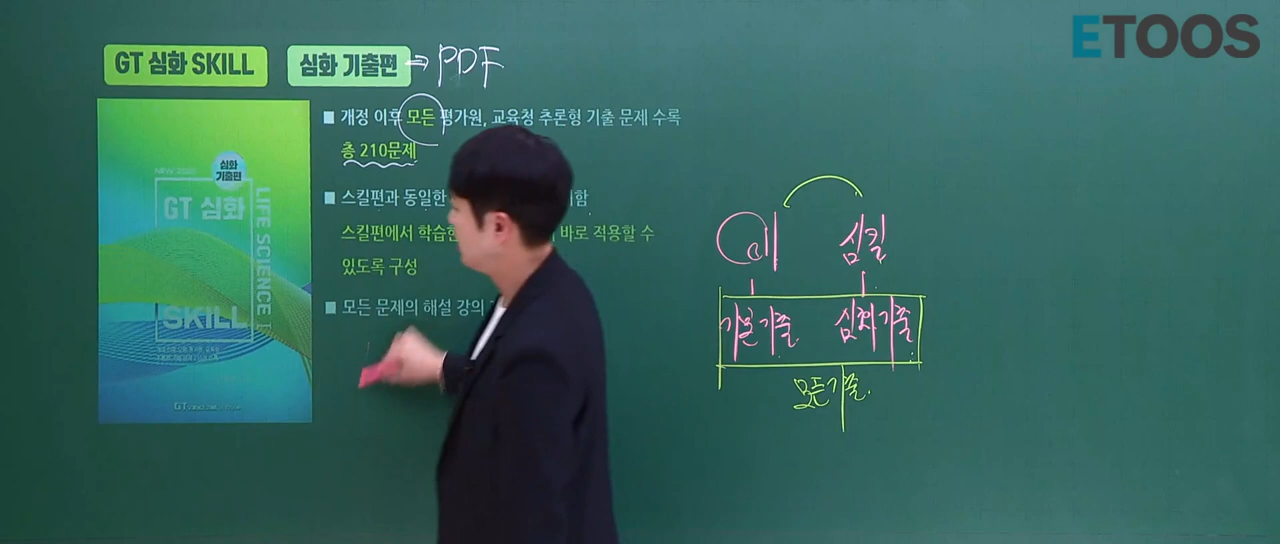 ETOOS
GT 심화 SKILL
심화 기출편
⇒ PDF
■ 개정 이후 모든 평가원, 교육청 추론형 기출 문제 수록
총 210문제
■ 스킬편과 동일한
함
스킬편에서 학습한
바로 적용할 수
있도록 구성
■ 모든 문제의 해설 강의
심화
기출편
GT 심화
LIFE SCIENCE
SKILL
GT
개
심킬
개념기출
심화기출
모든기출.